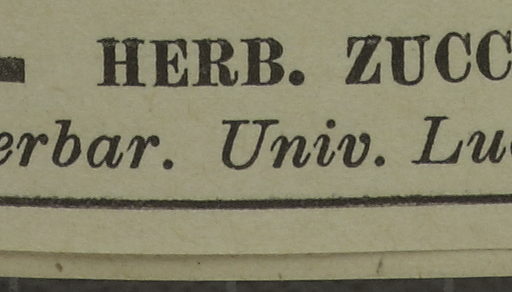 HERB. ZUCC
erbar. Univ. Lu